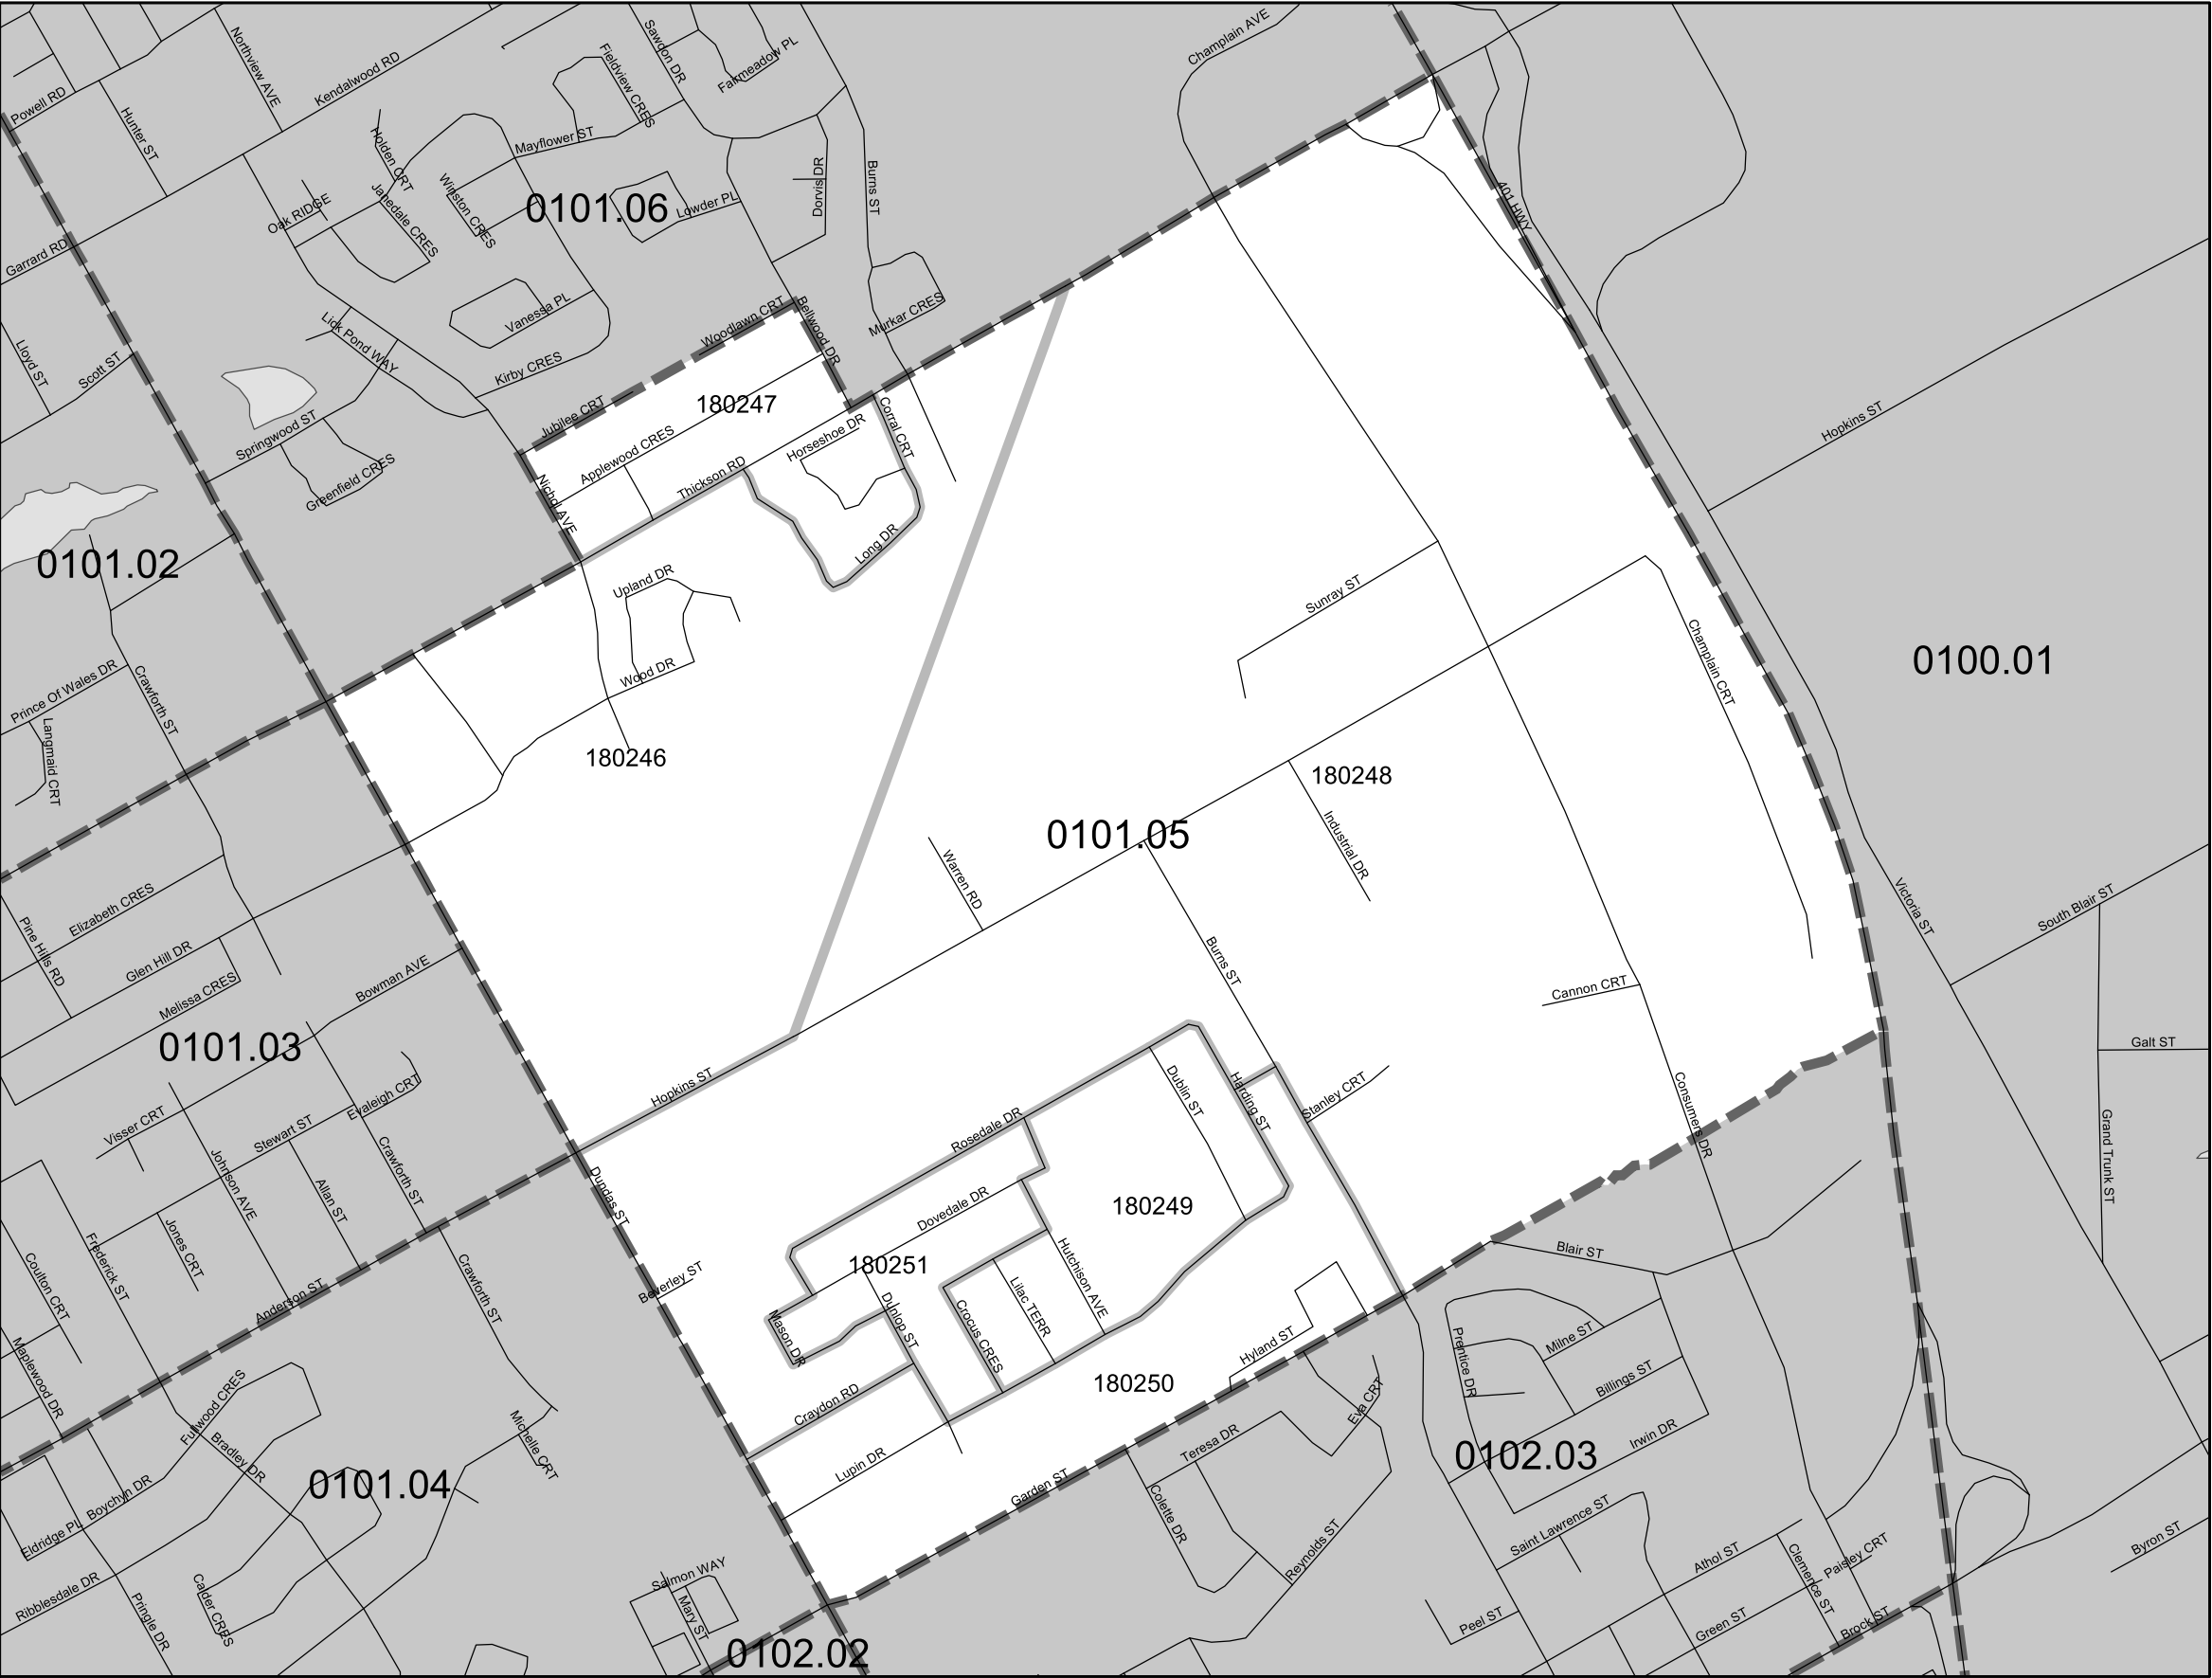 Champlain AVE
Northview AVE
Kendalwood RD
Sawdon DR
Fairmeadow PL
Fieldview CRES
Powell RD
Hunter ST
Mayflower ST
Holden CRT
Janedale CRES
Winston CRES
Oak RIDGE
0101.06
Lowder PL
Dorvis DR
Burns ST
401 HWY
Garrard RD
Vanessa PL
Murkar CRES
Woodlawn CRT
Bellwood DR
Lick Pond WAY
Kirby CRES
Lloyd ST
Scott ST
180247
Jubilee CRT
Corral CRT
Hopkins ST
Springwood ST
Greenfield CRES
Applewood CRES
Horseshoe DR
Thickson RD
Nichol AVE
Long DR
0101.02
Upland DR
Sunray ST
Wood DR
Champlain CRT
0100.01
Prince Of Wales DR
Crawforth ST
Langmaid CRT
180246
180248
0101.05
Industrial DR
Warren RD
Elizabeth CRES
Pine Hills RD
Glen Hill DR
Melissa CRES
Bowman AVE
Burns ST
Victoria ST
South Blair ST
Cannon CRT
0101.03
Galt ST
Hopkins ST
Evaleigh CRT
Visser CRT
Stewart ST
Johnson AVE
Allan ST
Crawforth ST
Jones CRT
Rosedale DR
Dublin ST
Harding ST
Stanley CRT
Consumers DR
Grand Trunk ST
Dundas ST
Dovedale DR
180249
180251
Hutchison AVE
Blair ST
Coulton CRT
Frederick ST
Anderson ST
Crawforth ST
Beverley ST
Mason DR
Dunlop ST
Crocus CRES
Lilac TERR
Hyland ST
180250
Maplewood DR
Prentice DR
Milne ST
Billings ST
Irwin DR
Fullwood CRES
Bradley DR
Michelle CRT
Craydon RD
Lupin DR
Eva CRT
Teresa DR
0102.03
0101.04
Garden ST
Colette DR
Boychyn DR
Eldridge PL
Reynolds ST
Saint Lawrence ST
Athol ST
Clemence ST
Paisley CRT
Byron ST
Ribblesdale DR
Calder CRES
Pringle DR
Salmon WAY
Mary ST
Peel ST
Green ST
Brock ST
0102.02